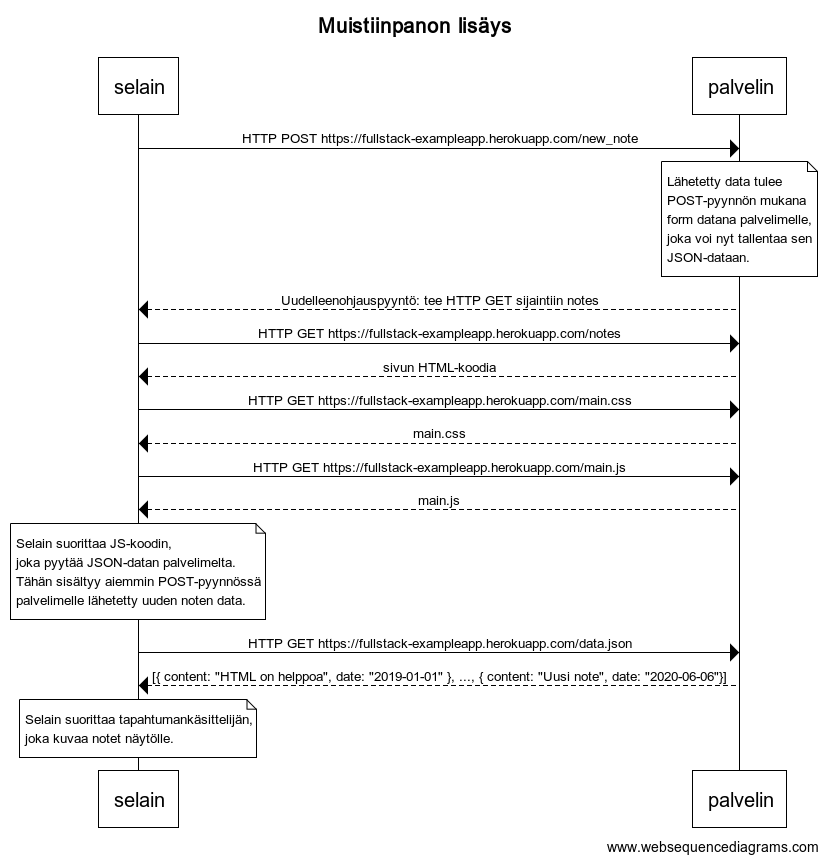 Muistiinpanon lisäys
selain
palvelin
HTTP POST https://fullstack-exampleapp.herokuapp.com/new_note
Lähetetty data tulee
POST-pyynnön mukana
form datana palvelimelle,
joka voi nyt tallentaa sen
JSON-dataan.
Uudelleenohjauspyyntö: tee HTTP GET sijaintiin notes
HTTP GET https://fullstack-exampleapp.herokuapp.com/notes
sivun HTML-koodia
HTTP GET https://fullstack-exampleapp.herokuapp.com/main.css
main.css
HTTP GET https://fullstack-exampleapp.herokuapp.com/main.js
main.js
Selain suorittaa JS-koodin,
joka pyytää JSON-datan palvelimelta.
Tähän sisältyy aiemmin POST-pyynnössä
palvelimelle lähetetty uuden noten data.
HTTP GET https://fullstack-exampleapp.herokuapp.com/data.json
[{ content: "HTML on helppoa", date: "2019-01-01" }, ..., { content: "Uusi note", date: "2020-06-06"}]
Selain suorittaa tapahtumankäsittelijän,
joka kuvaa notet näytölle.
selain
palvelin
www.websequencediagrams.com